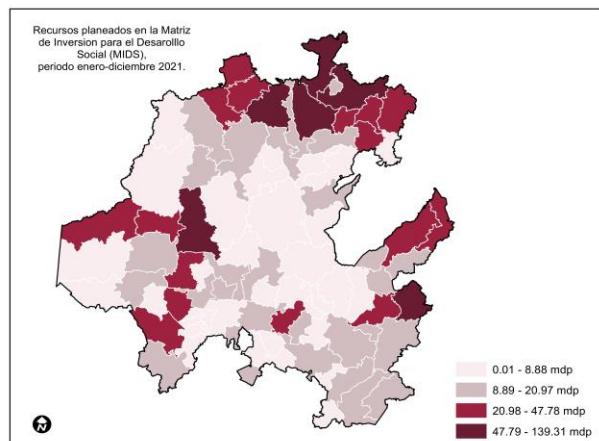 Recursos planeados en la Matriz
de Inversion para el Desarolllo
Social (MIDS),
periodo enero-diciembre 2021.
0.01 - 8.88 mdp
8.89 - 20.97 mdp
20.98 - 47.78 mdp
47.79 - 139.31 mdp
N